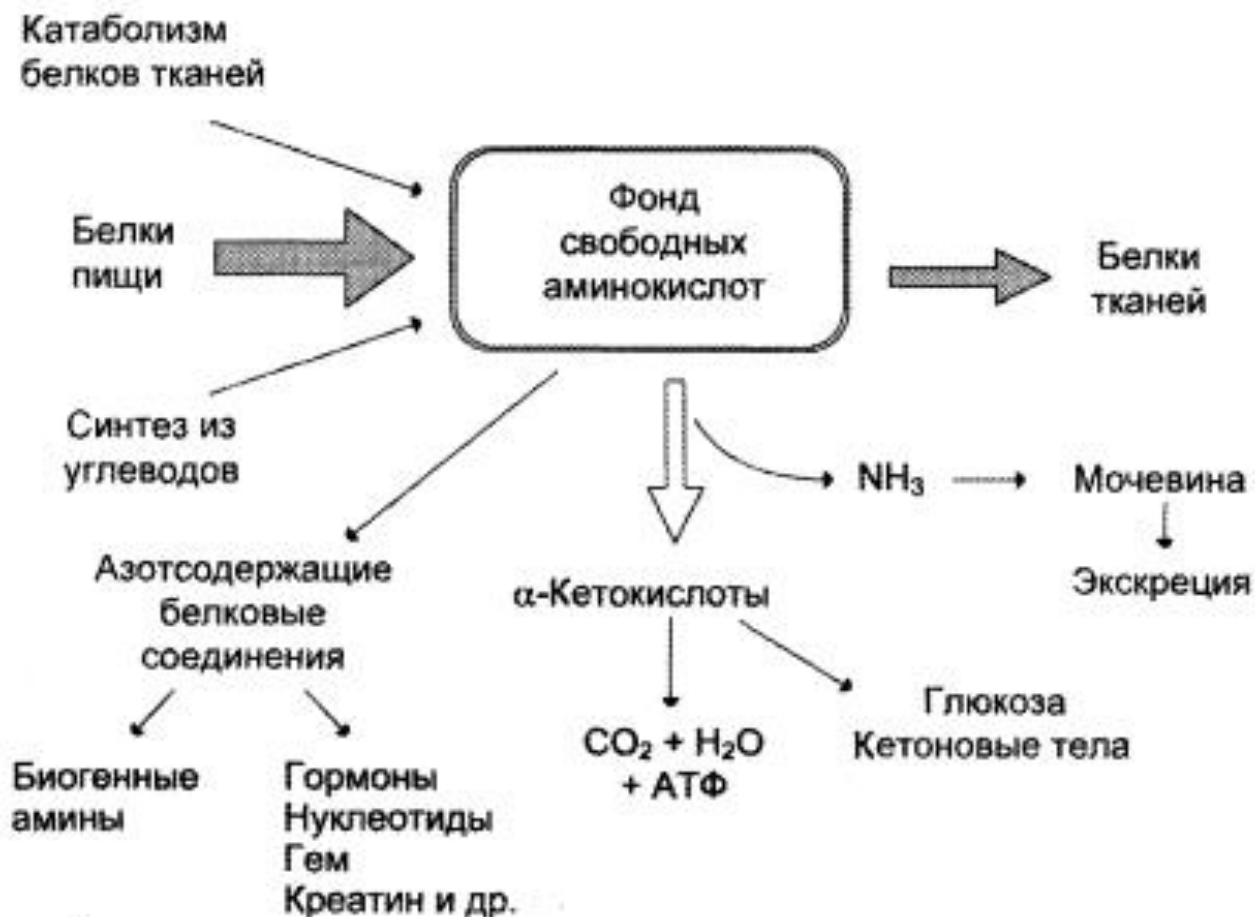 Катаболизм
белков тканей
Фонд
свободных
аминокислот
Белки
пищи
Белки
тканей
Синтез из
углеводов
NH₃
Мочевина
Экскреция
Азотсодержащие
белковые
соединения
α-Кетокислоты
Глюкоза
Кетоновые тела
CO₂ + H₂O
+ АТФ
Биогенные
амины
Гормоны
Нуклеотиды
Гем
Креатин и др.